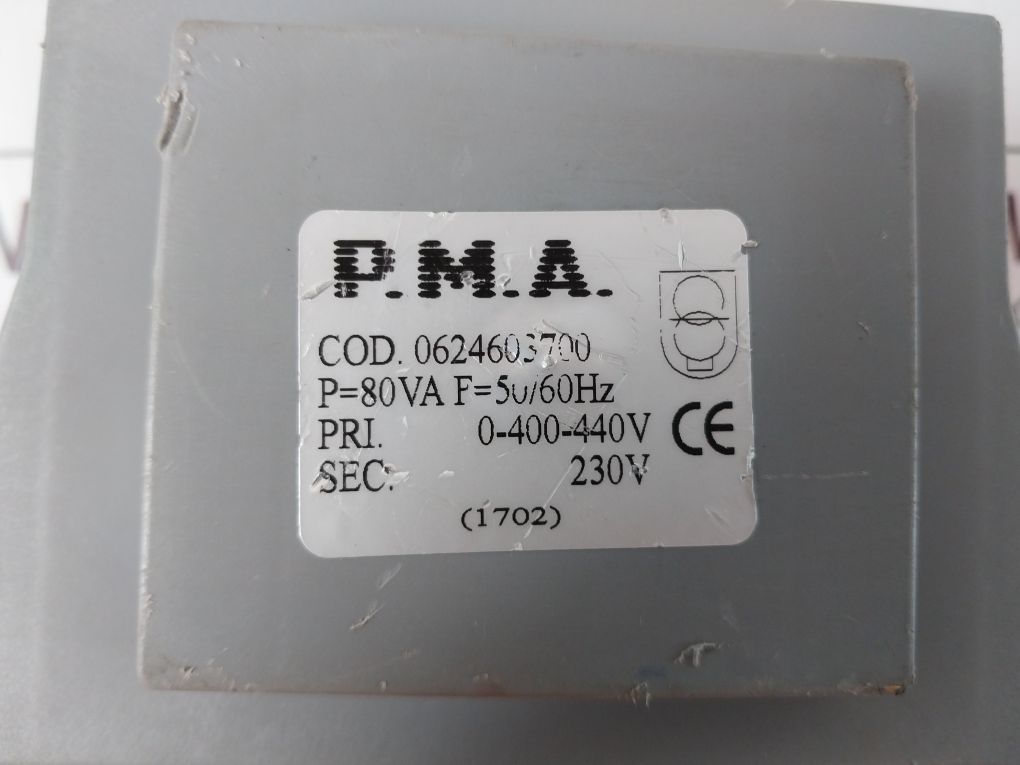 P.M.A.
COD. 0624603700
P=80VA F=50/60Hz
PRI. 0-400-440V
SEC: 230V
CE
(1702)